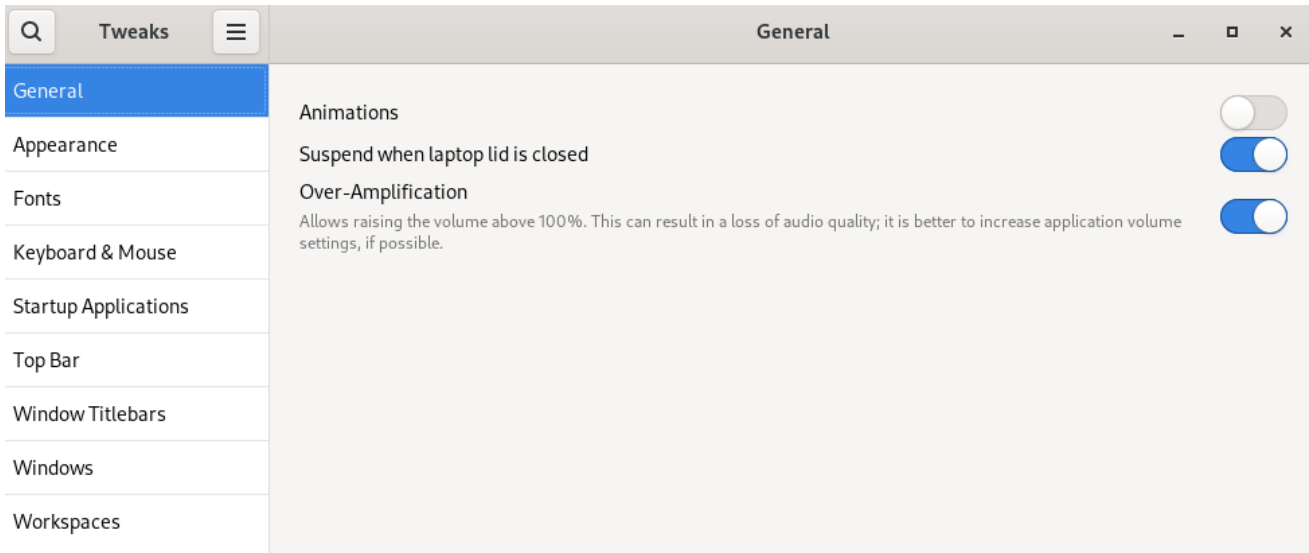 Tweaks
General
General
Appearance
Fonts
Keyboard & Mouse
Startup Applications
Top Bar
Window Titlebars
Windows
Workspaces
Animations
Suspend when laptop lid is closed
Over-Amplification
Allows raising the volume above 100%. This can result in a loss of audio quality; it is better to increase application volume
settings, if possible.